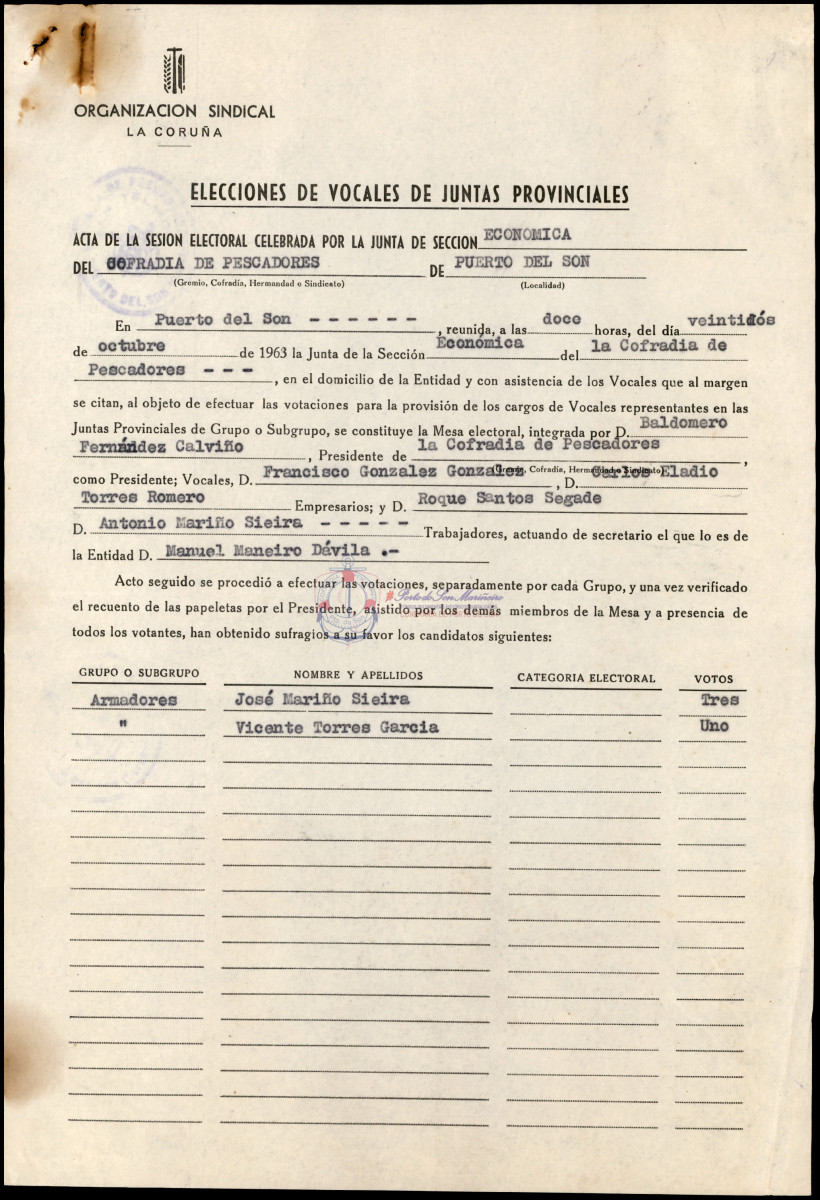 ORGANIZACION SINDICAL
LA CORUÑA
ELECCIONES DE VOCALES DE JUNTAS PROVINCIALES
ACTA DE LA SESION ELECTORAL CELEBRADA POR LA JUNTA DE SECCION ECONOMICA
DEL COFRADIA DE PESCADORES DE PUERTO DEL SON
(Gremio, Cofradía, Hermandad o Sindicato) (Localidad)
En Puerto del Son - - - - - - , reunida, a las doce horas, del día veintidós
de octubre de 1963 la Junta de la Sección Económica del la Cofradia de
Pescadores - - - , en el domicilio de la Entidad y con asistencia de los Vocales que al margen
se citan, al objeto de efectuar las votaciones para la provisión de los cargos de Vocales representantes en las
Juntas Provinciales de Grupo o Subgrupo, se constituye la Mesa electoral, integrada por D. Baldomero
Fernández Calviño , Presidente de la Cofradia de Pescadores ,
(Gremio, Cofradía, Hermandad o Sindicato)
como Presidente; Vocales, D. Francisco Gonzalez Gonzalez , D. Carlos Eladio
Torres Romero Empresarios; y D. Roque Santos Segade
D. Antonio Mariño Sieira - - - - - Trabajadores, actuando de secretario el que lo es de
la Entidad D. Manuel Maneiro Dávila .-
Acto seguido se procedió a efectuar las votaciones, separadamente por cada Grupo, y una vez verificado
el recuento de las papeletas por el Presidente, asistido por los demás miembros de la Mesa y a presencia de
todos los votantes, han obtenido sufragios a su favor los candidatos siguientes:
#Porto do Son Mariñeiro
GRUPO O SUBGRUPO NOMBRE Y APELLIDOS CATEGORIA ELECTORAL VOTOS
Armadores José Mariño Sieira Tres
" Vicente Torres Garcia Uno